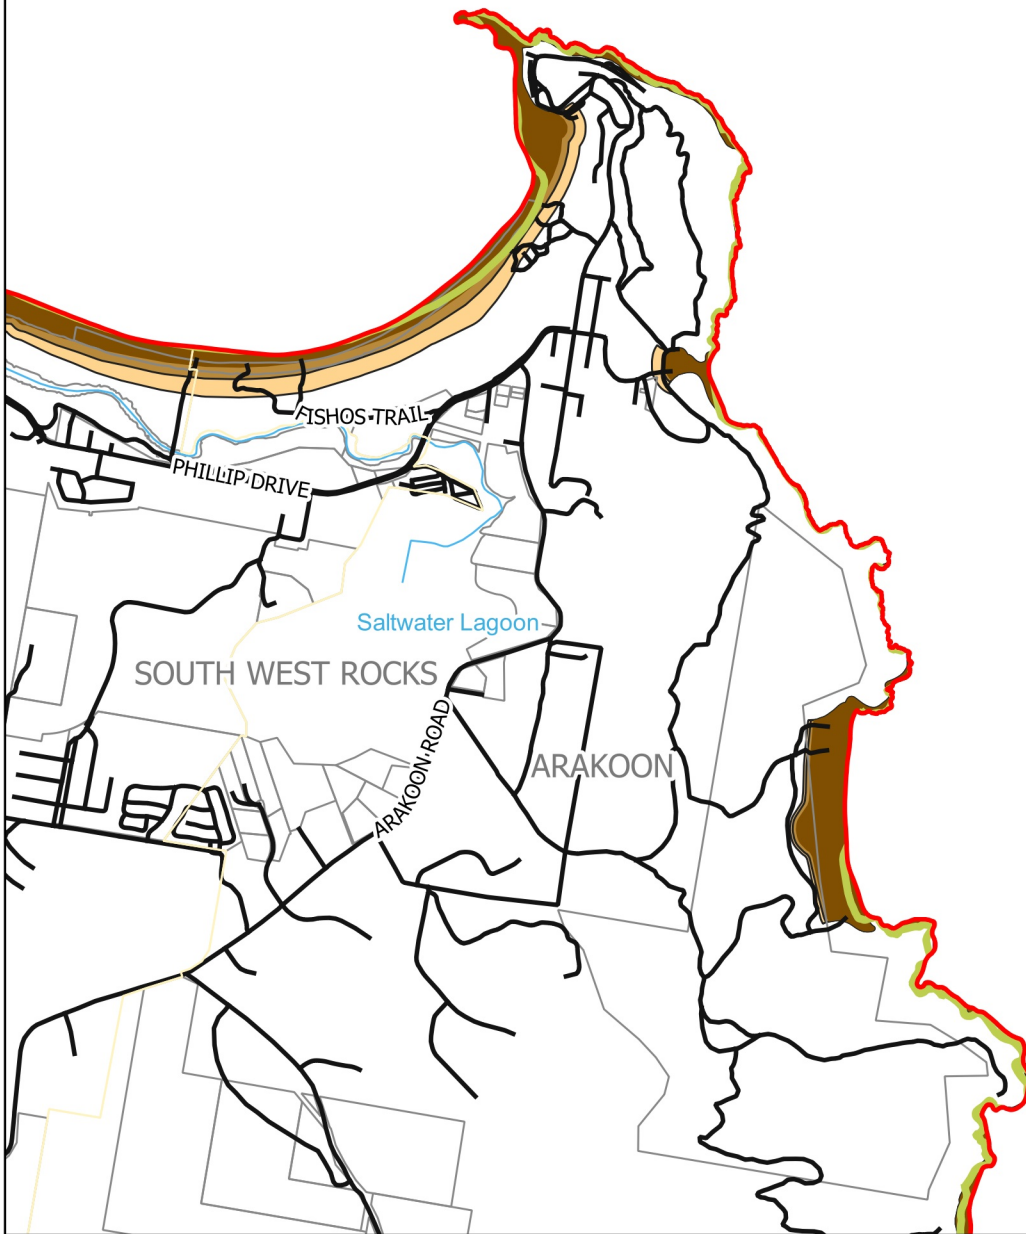 FISHOS TRAIL
PHILLIP DRIVE
Saltwater Lagoon
SOUTH WEST ROCKS
ARAKOON ROAD
ARAKOON